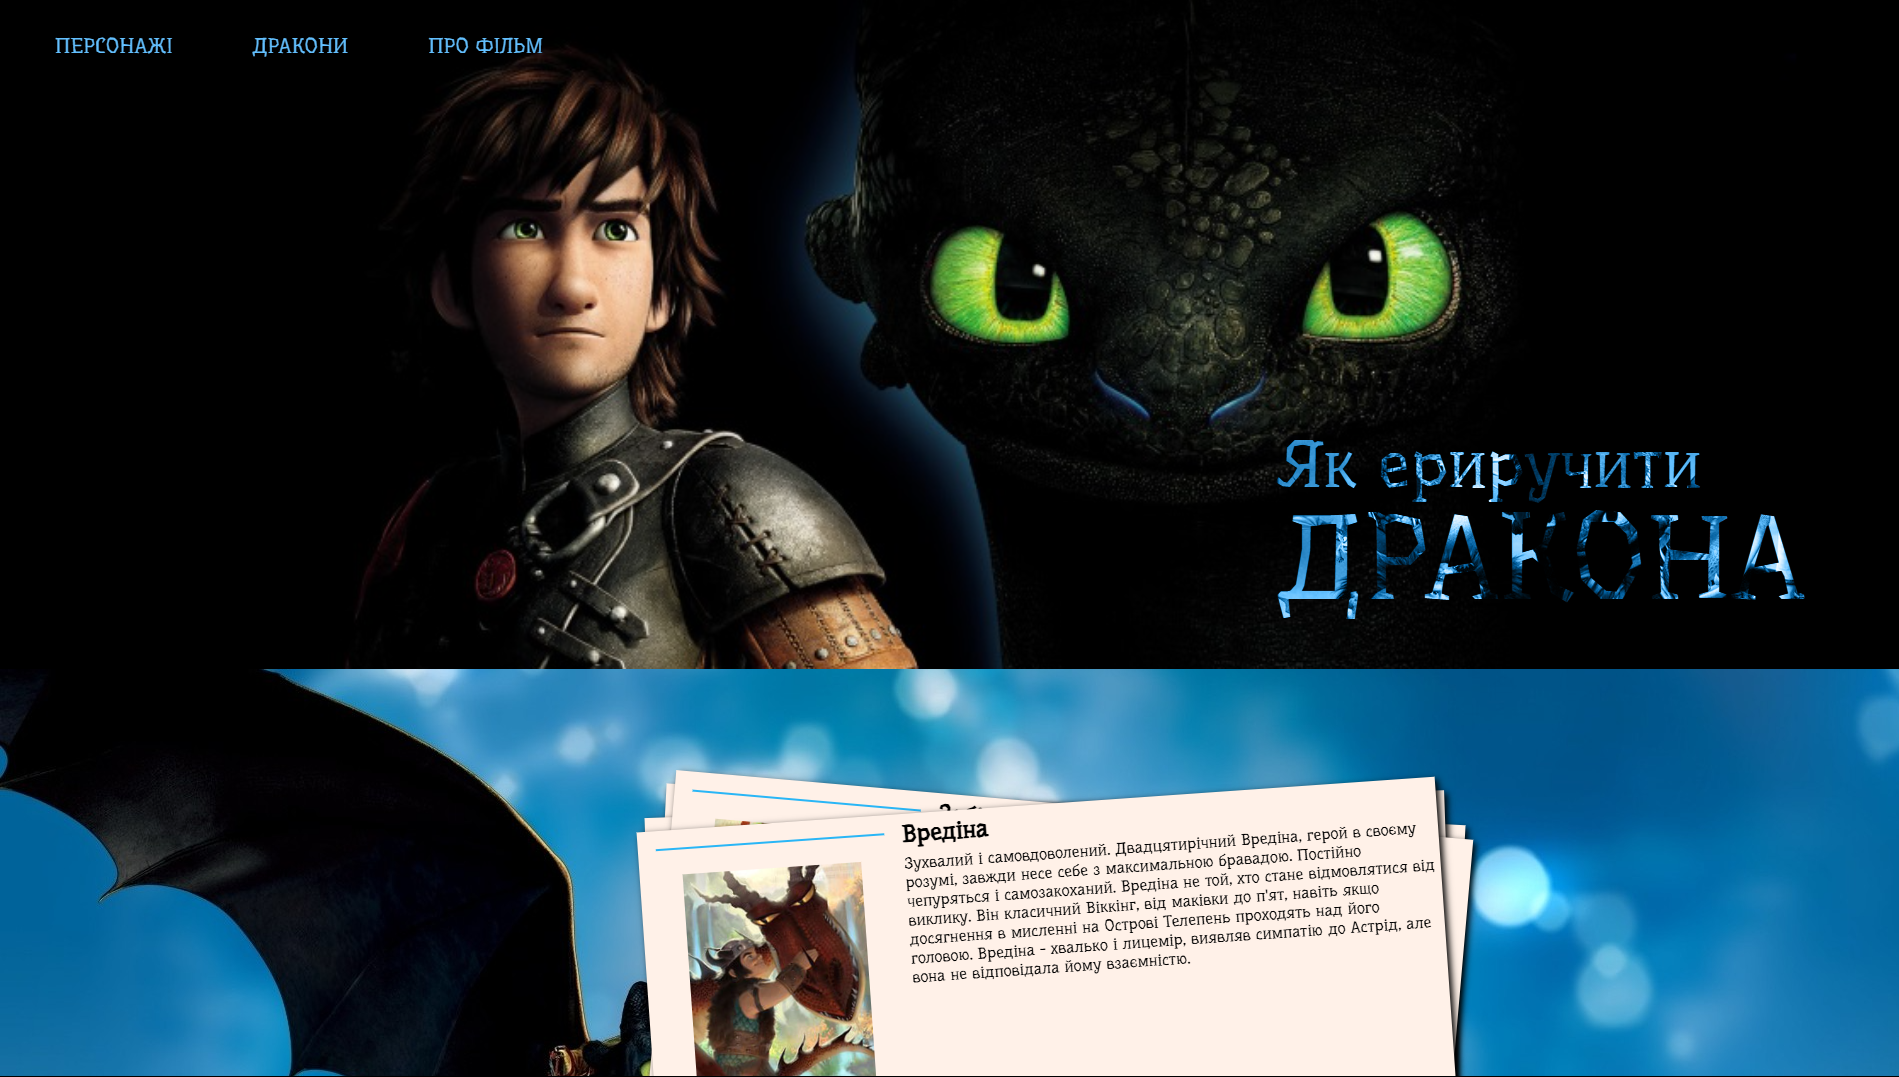 ПЕРСОНАЖІ ДРАКОНИ ПРО ФІЛЬМ
Як ериручити
ДРАКОНА
Вредіна
Зухвалий і самовдоволений. Двадцятирічний Вредіна, герой в своєму
розумі, завжди несе себе з максимальною бравадою. Постійно
чепуряться і самозакоханий. Вредіна не той, хто стане відмовлятися від
виклику. Він класичний Віккінг, від маківки до п'ят, навіть якщо
досягнення в мисленні на Острові Телепень проходять над його
головою. Вредіна - хвалько і лицемір, виявляв симпатію до Астрід, але
вона не відповідала йому взаємністю.